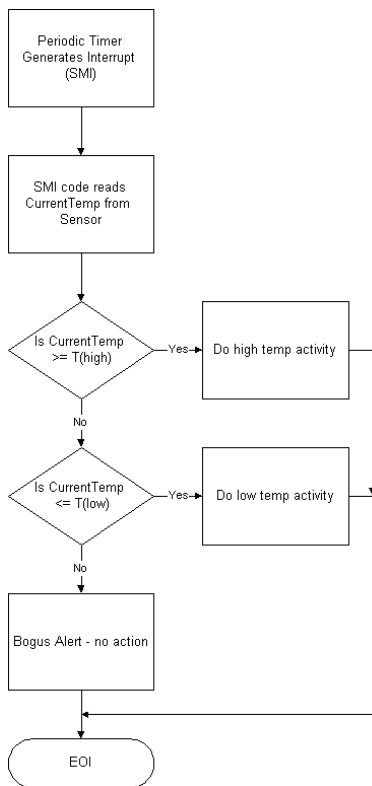 Periodic Timer
Generates Interrupt
(SMI)
SMI code reads
CurrentTemp from
Sensor
Is CurrentTemp
>= T(high)
Yes
Do high temp activity
No
Is CurrentTemp
<= T(low)
Yes
Do low temp activity
No
Bogus Alert - no action
EOI